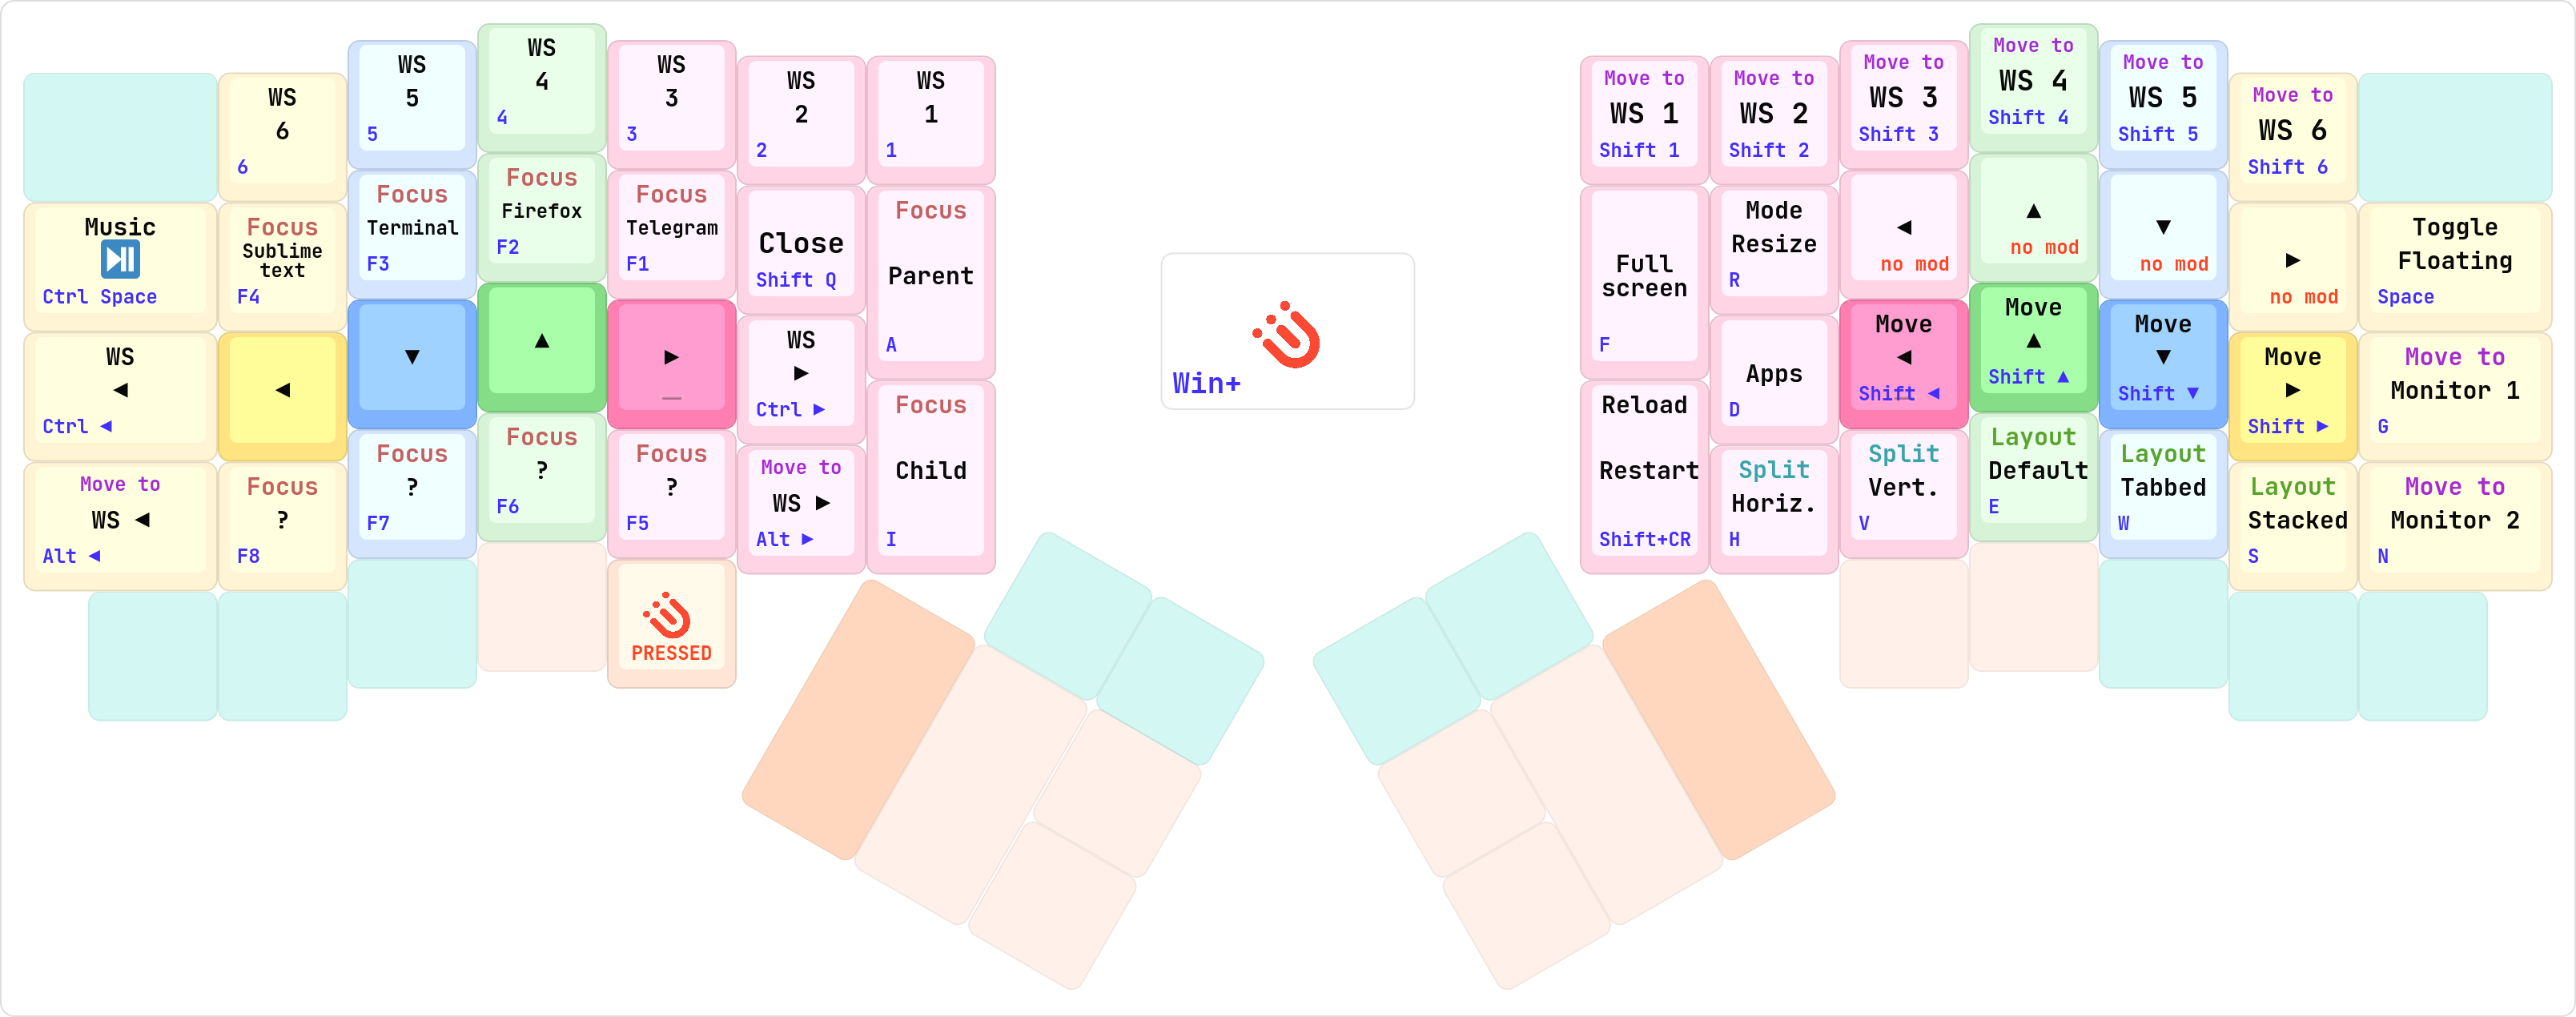 WS
6
6
WS
5
5
WS
4
4
WS
3
3
WS
2
2
WS
1
1
Music
⏯
Ctrl Space
Focus
Sublime
text
F4
Focus
Terminal
F3
Focus
Firefox
F2
Focus
Telegram
F1
Close
Shift Q
Focus
Parent
A
WS
◄
Ctrl ◄
◄
▼
▲
►
_
WS
►
Ctrl ►
Move to
WS ◄
Alt ◄
Focus
?
F8
Focus
?
F7
Focus
?
F6
Focus
?
F5
Move to
WS ►
Alt ►
Focus
Child
I
PRESSED
Win+
Move to
WS 1
Shift 1
Move to
WS 2
Shift 2
Move to
WS 3
Shift 3
Move to
WS 4
Shift 4
Move to
WS 5
Shift 5
Move to
WS 6
Shift 6
Full
screen
F
Mode
Resize
R
◄
no mod
▲
no mod
▼
no mod
►
no mod
Toggle
Floating
Space
Apps
D
Move
◄
Shift ◄
Move
▲
Shift ▲
Move
▼
Shift ▼
Move
►
Shift ►
Move to
Monitor 1
G
Reload
Restart
Shift+CR
Split
Horiz.
H
Split
Vert.
V
Layout
Default
E
Layout
Tabbed
W
Layout
Stacked
S
Move to
Monitor 2
N